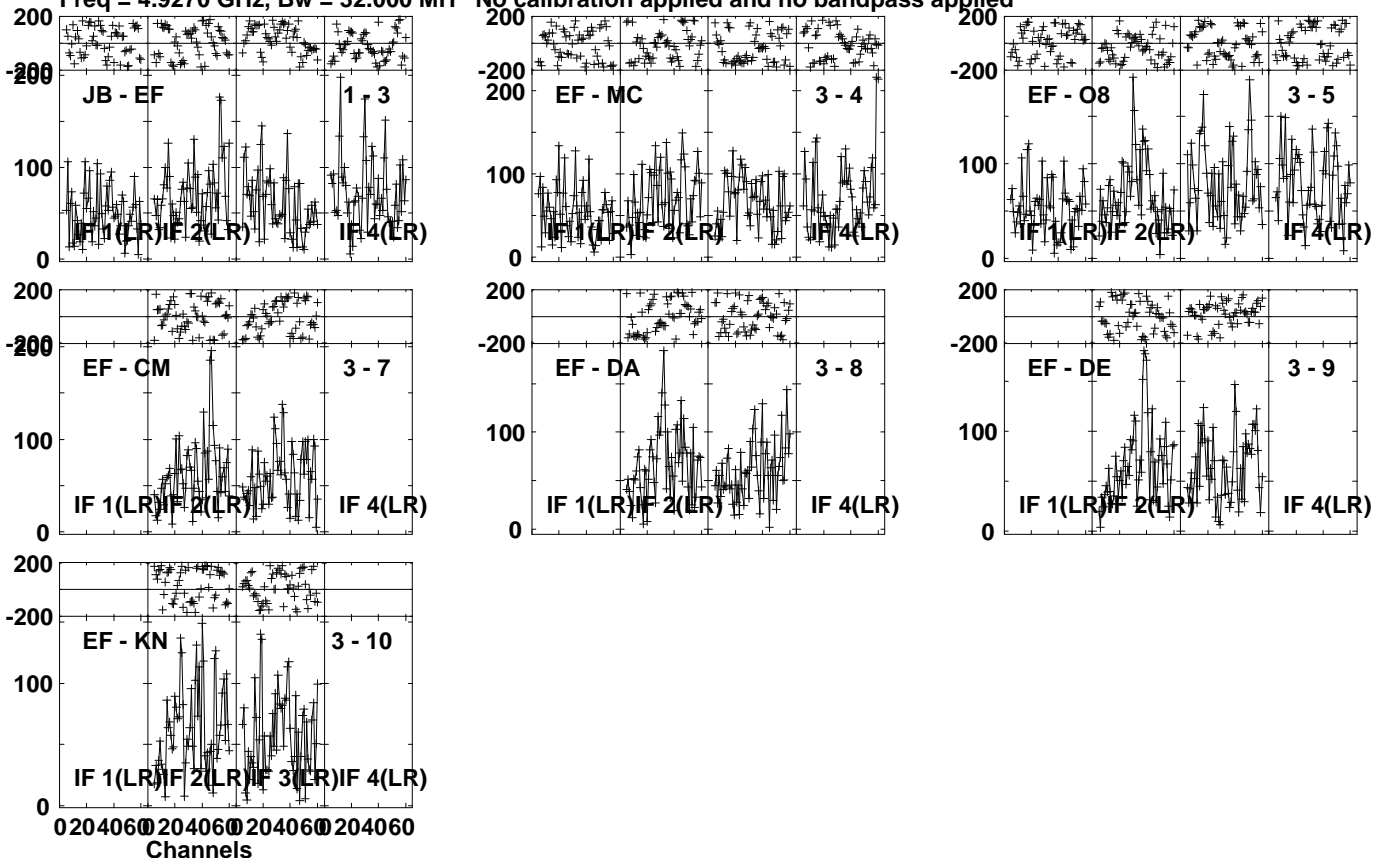 Freq = 4.9270 GHz, Bw = 32.000 MH No calibration applied and no bandpass applied
200 200 200
-200 -200 -200
200
JB - EF 1 - 3 EF - MC 3 - 4 EF - O8 3 - 5
100 100 100
IF 1(LR) IF 2(LR) IF 4(LR) IF 1(LR) IF 2(LR) IF 4(LR) IF 1(LR) IF 2(LR) IF 4(LR)
0 0 0
200 200 200
-200 -200 -200
200
EF - CM 3 - 7 EF - DA 3 - 8 EF - DE 3 - 9
100 100 100
IF 1(LR) IF 2(LR) IF 4(LR) IF 1(LR) IF 2(LR) IF 4(LR) IF 1(LR) IF 2(LR) IF 4(LR)
0 0 0
200
-200
EF - KN 3 - 10
100
IF 1(LR) IF 2(LR) IF 3(LR) IF 4(LR)
0
0 20 40 60 0 20 40 60 0 20 40 60 0 20 40 60
Channels